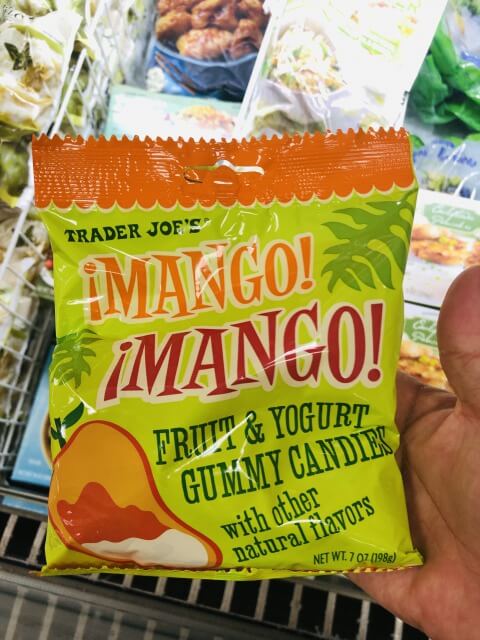 TRADER JOE'S
¡MANGO!
¡MANGO!
FRUIT & YOGURT
GUMMY CANDIES
with other
natural flavors
NET WT. 7 OZ (198g)